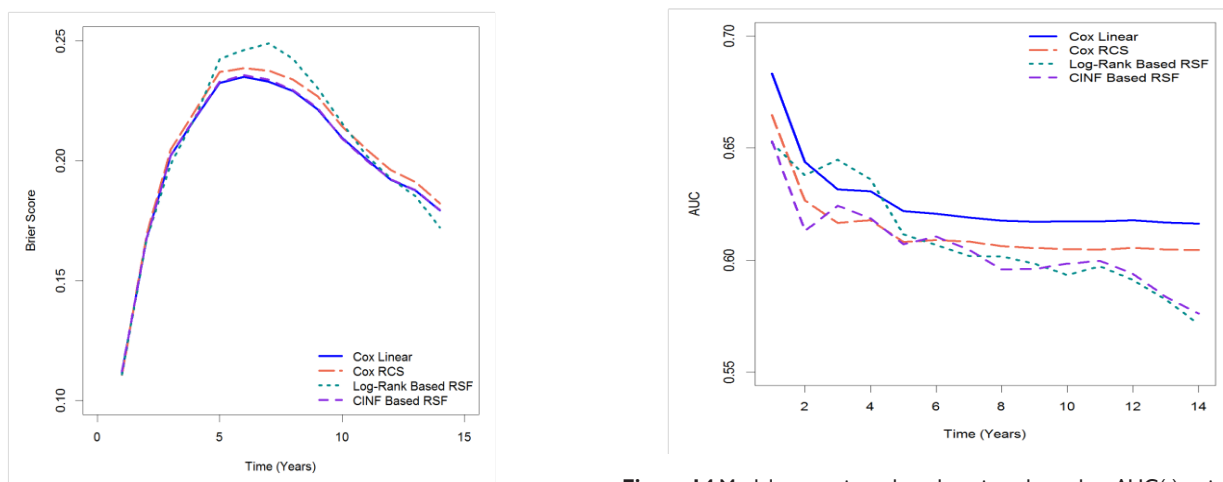 0.25
0.20
0.15
0.10
Brier Score
Cox Linear
Cox RCS
Log-Rank Based RSF
CINF Based RSF
0 5 10 15
Time (Years)
0.70
0.65
0.60
0.55
AUC
Cox Linear
Cox RCS
Log-Rank Based RSF
CINF Based RSF
2 4 6 8 10 12 14
Time (Years)